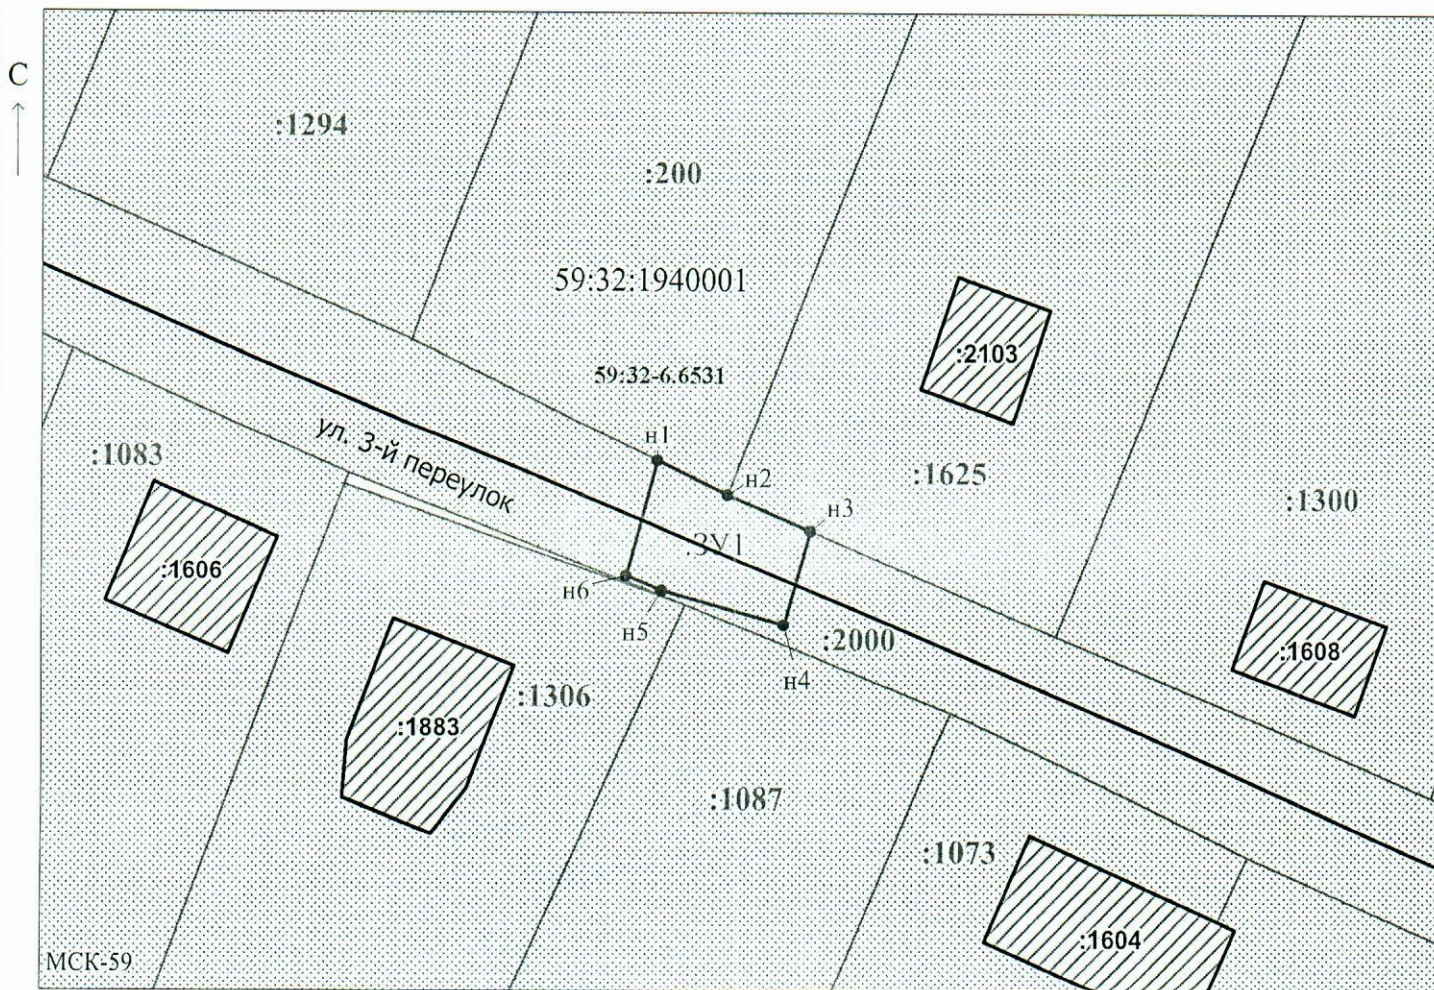 С
:1294
:200
59:32:1940001
59:32-6.6531
:2103
ул. 3-й переулок
:1083
н1
н2
н3
:1625
:1300
:ЗУ1
:1606
н6
н5
н4
:2000
:1608
:1306
:1883
:1087
:1073
:1604
МСК-59